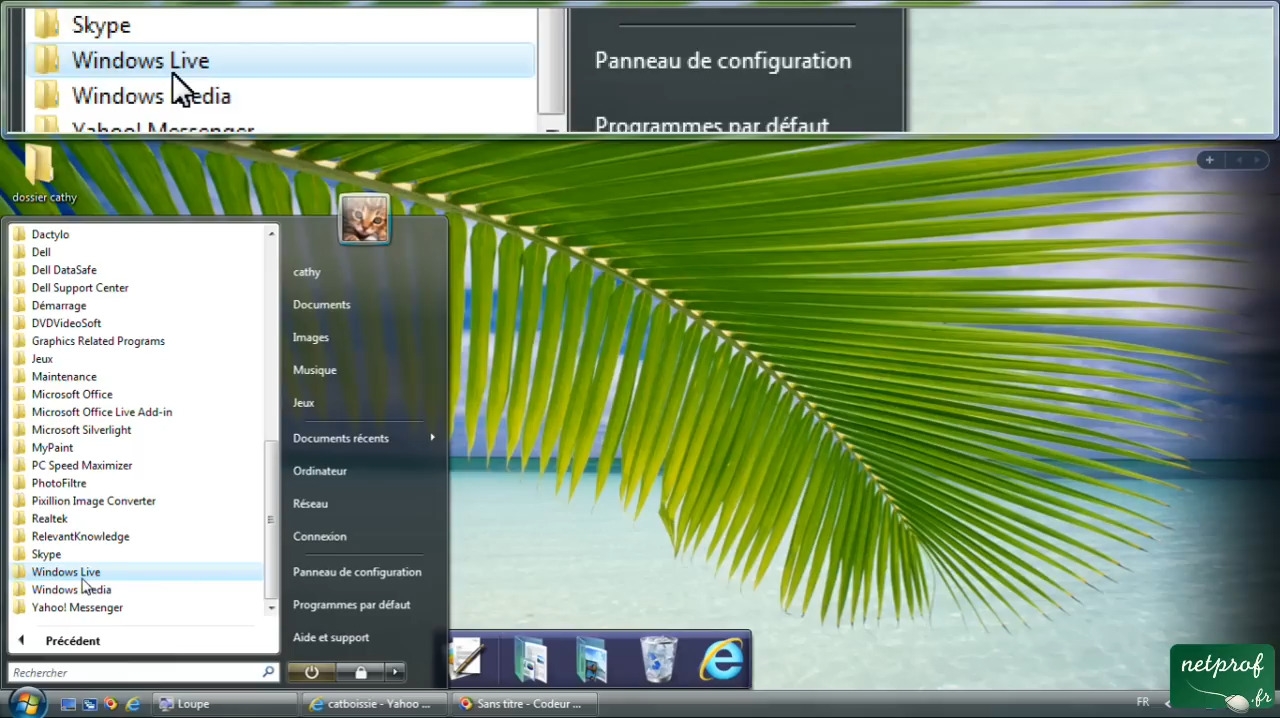 Skype
Windows Live
Windows Media
Yahoo! Messenger
Panneau de configuration
Programmes par défaut
dossier cathy
Dactylo
Dell
Dell DataSafe
Dell Support Center
Démarrage
DVDVideoSoft
Graphics Related Programs
Jeux
Maintenance
Microsoft Office
Microsoft Office Live Add-in
Microsoft Silverlight
MyPaint
PC Speed Maximizer
PhotoFiltre
Pixillion Image Converter
Realtek
RelevantKnowledge
Skype
Windows Live
Windows Media
Yahoo! Messenger
Précédent
Rechercher
cathy
Documents
Images
Musique
Jeux
Documents récents
Ordinateur
Réseau
Connexion
Panneau de configuration
Programmes par défaut
Aide et support
Loupe
catboissie - Yahoo ...
Sans titre - Codeur ...
FR
netprof
.fr